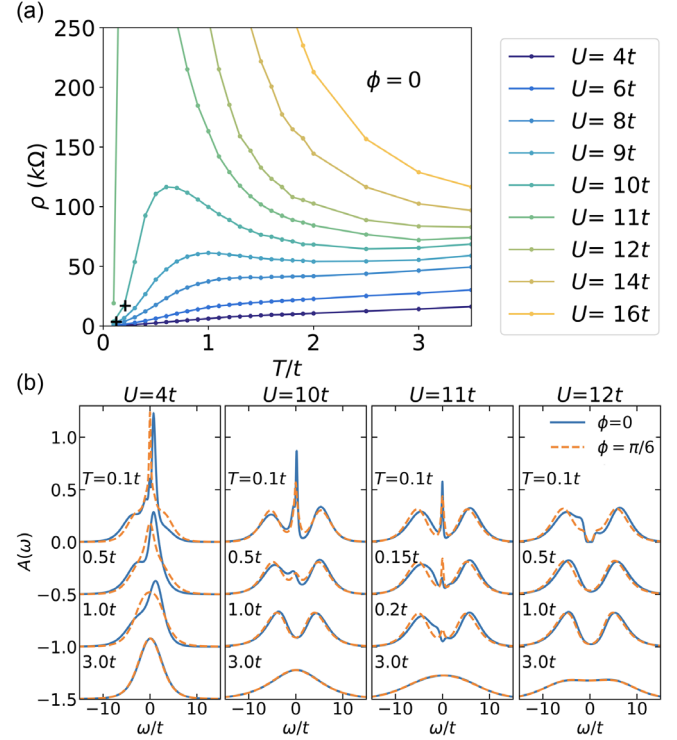 (a)
250
200
150
100
50
0
ρ (kΩ)
ϕ = 0
0 1 2 3
T/t
U= 4t
U= 6t
U= 8t
U= 9t
U= 10t
U= 11t
U= 12t
U= 14t
U= 16t
(b)
U=4t U=10t U=11t U=12t
1.0
0.5
0.0
−0.5
−1.0
−1.5
A(ω)
T=0.1t
0.5t
1.0t
3.0t
T=0.1t
0.5t
1.0t
3.0t
T=0.1t
0.15t
0.2t
3.0t
ϕ=0
ϕ = π/6
T=0.1t
0.5t
1.0t
3.0t
−10 0 10 −10 0 10 −10 0 10 −10 0 10
ω/t ω/t ω/t ω/t